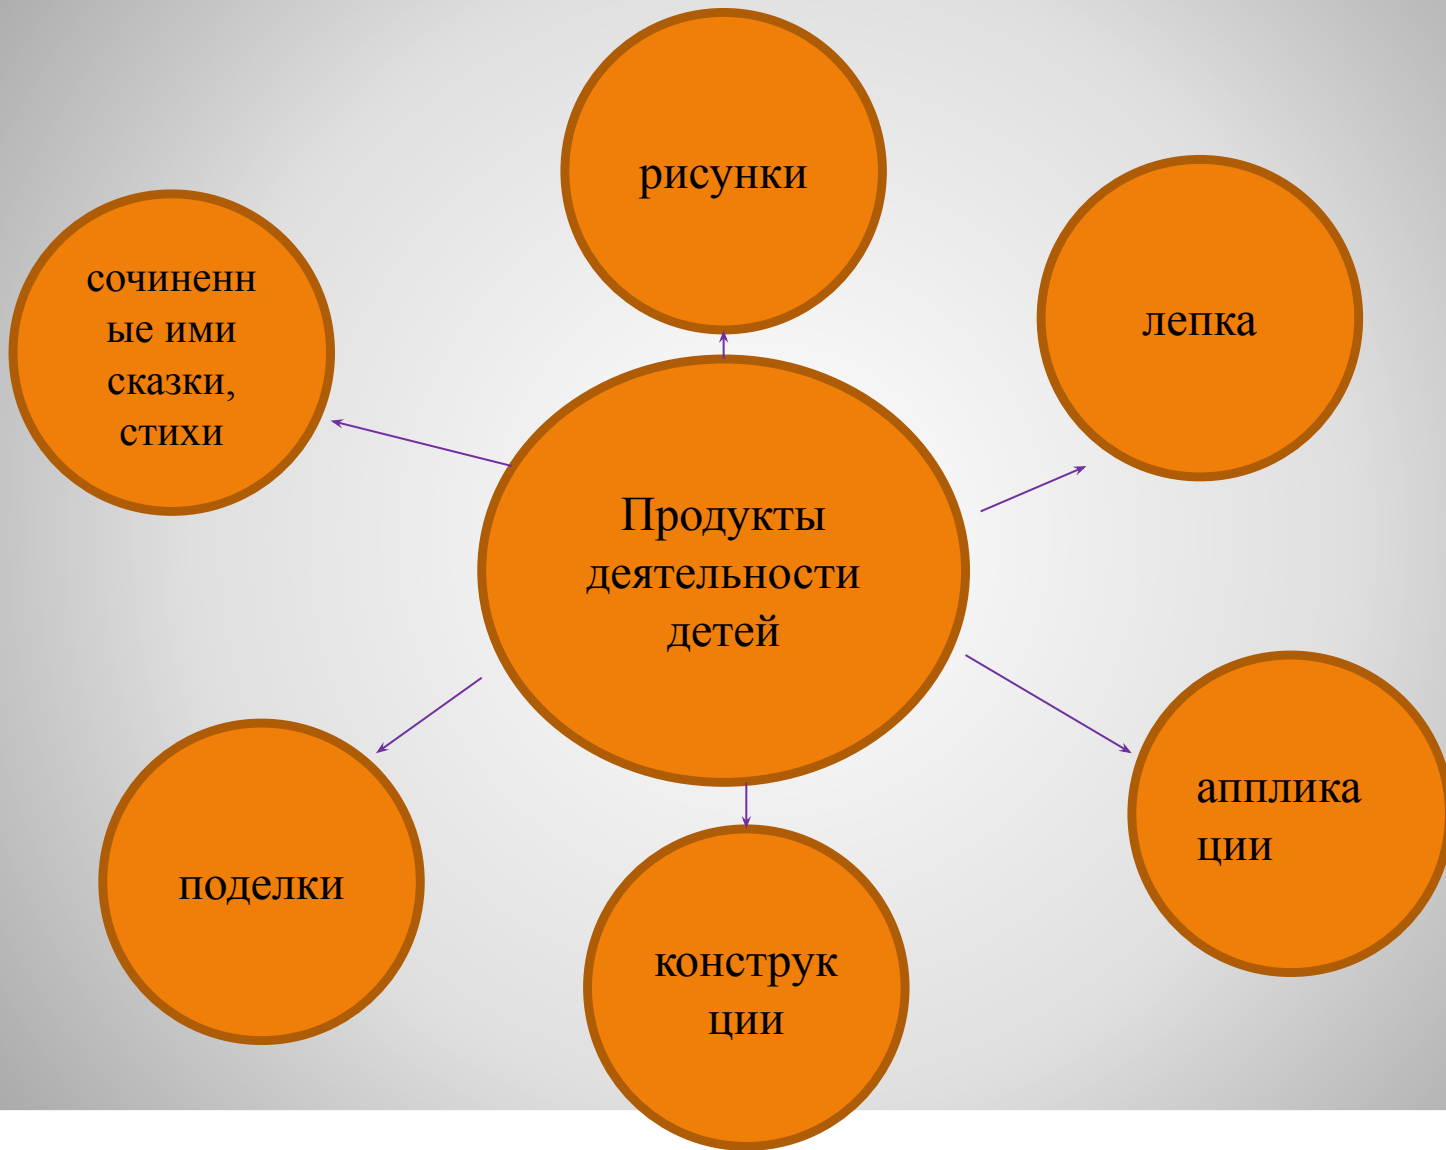 рисунки
лепка
сочиненн
ые ими
сказки,
стихи
Продукты
деятельности
детей
апплика
ции
поделки
конструк
ции